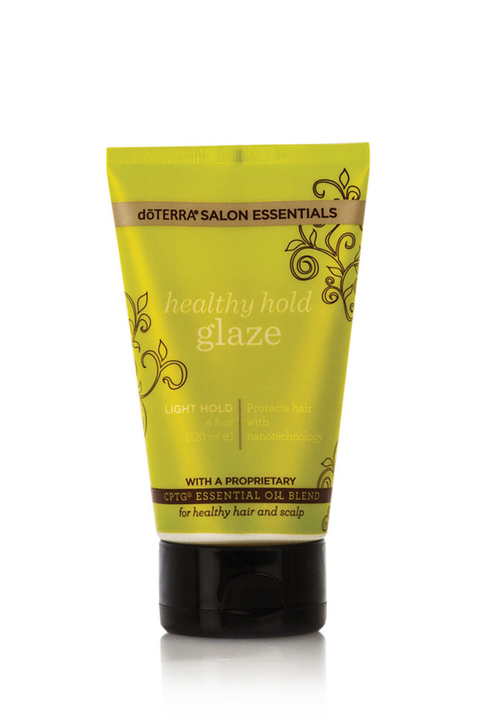 dōTERRA® SALON ESSENTIALS
healthy hold
glaze
LIGHT HOLD
4 fl oz
(120 mL e)
Protects hair
with
nanotechnology
WITH A PROPRIETARY
CPTG® ESSENTIAL OIL BLEND
for healthy hair and scalp